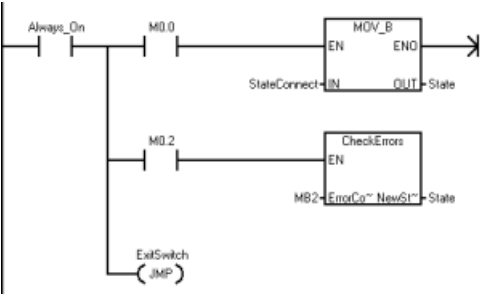 Always_On M0.0 MOV_B
EN ENO
StateConnect IN OUT State
M0.2 CheckErrors
EN
MB2 ErrorCo~ NewSt~ State
ExitSwitch
JMP